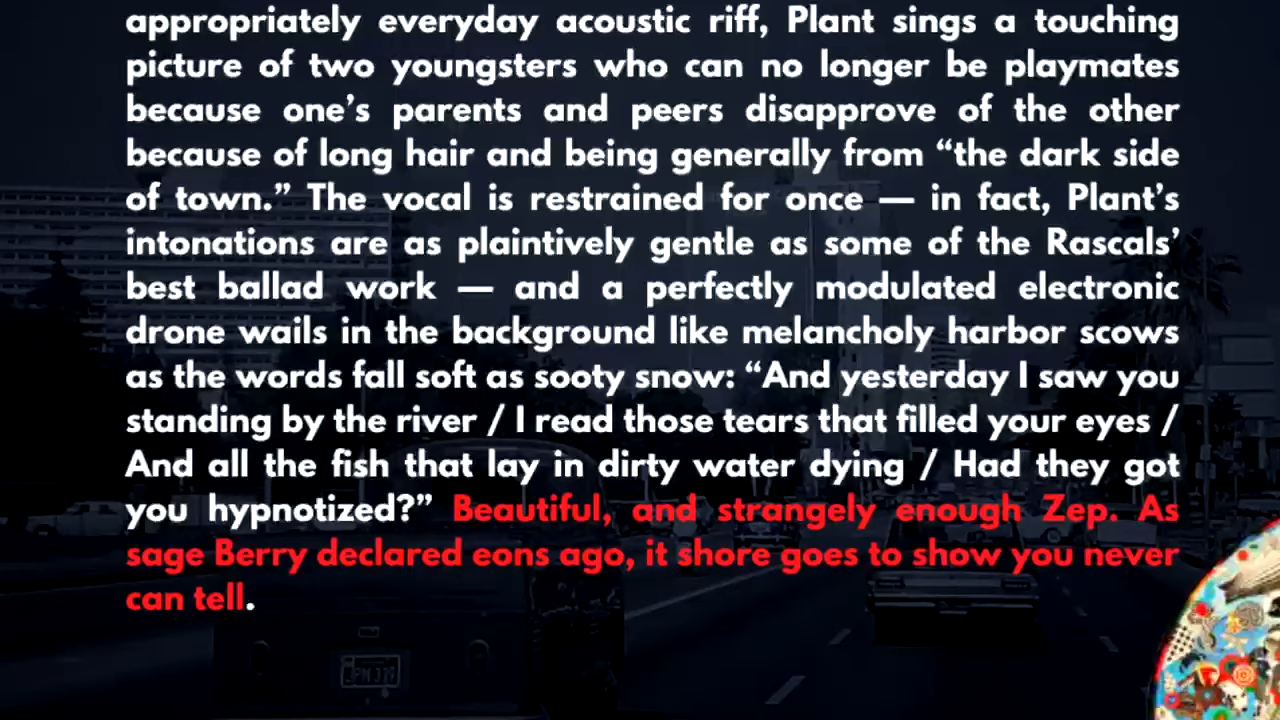 appropriately everyday acoustic riff, Plant sings a touching
picture of two youngsters who can no longer be playmates
because one’s parents and peers disapprove of the other
because of long hair and being generally from “the dark side
of town.” The vocal is restrained for once — in fact, Plant’s
intonations are as plaintively gentle as some of the Rascals’
best ballad work — and a perfectly modulated electronic
drone wails in the background like melancholy harbor scows
as the words fall soft as sooty snow: “And yesterday I saw you
standing by the river / I read those tears that filled your eyes /
And all the fish that lay in dirty water dying / Had they got
you hypnotized?” Beautiful, and strangely enough Zep. As
sage Berry declared eons ago, it shore goes to show you never
can tell.